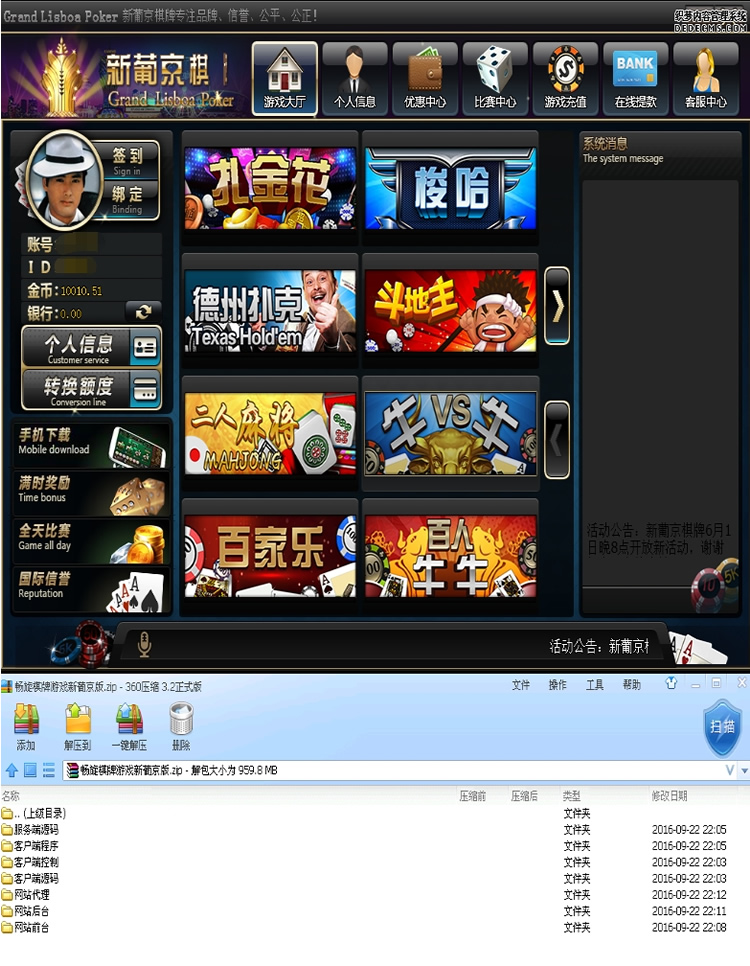 Grand Lisboa Poker 新葡京棋牌专注品牌、信誉、公平、公正!
织梦内容管理系统
DEDECMS.COM
新葡京棋
Grand Lisboa Poker
游戏大厅
个人信息
优惠中心
比赛中心
游戏充值
BANK
在线提款
客服中心
签到
Sign in
绑定
Binding
账号
ID
金币:10010.51
银行:0.00
个人信息
Customer service
转换额度
Conversion line
手机下载
Mobile download
满时奖励
Time bonus
全天比赛
Game all day
国际信誉
Reputation
扎金花
梭哈
德州扑克
Texas Hold'em
斗地主
二人麻将
MAHJONG
牛VS牛
百家乐
百人
牛牛
系统消息
The system message
活动公告：新葡京棋牌6月1
日晚8点开放新活动，谢谢
活动公告：新葡京棋
畅旋棋牌游戏新葡京版.zip - 360压缩 3.2正式版
文件 操作 工具 帮助
添加 解压到 一键解压 删除 扫描
畅旋棋牌游戏新葡京版.zip - 解包大小为 959.8 MB
名称 压缩前 压缩后 类型 修改日期
.. (上级目录) 文件夹
服务端源码 文件夹 2016-09-22 22:05
客户端程序 文件夹 2016-09-22 22:05
客户端控制 文件夹 2016-09-22 22:03
客户端源码 文件夹 2016-09-22 22:03
网站代理 文件夹 2016-09-22 22:12
网站后台 文件夹 2016-09-22 22:11
网站前台 文件夹 2016-09-22 22:08